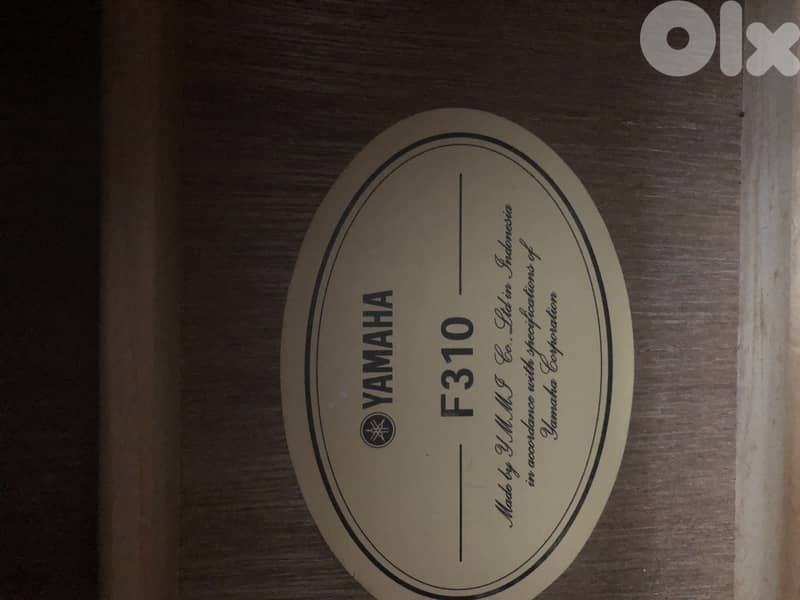 Olx
YAMAHA
F310
Made by YMMI Co., Ltd in Indonesia
in accordance with specifications of
Yamaha Corporation